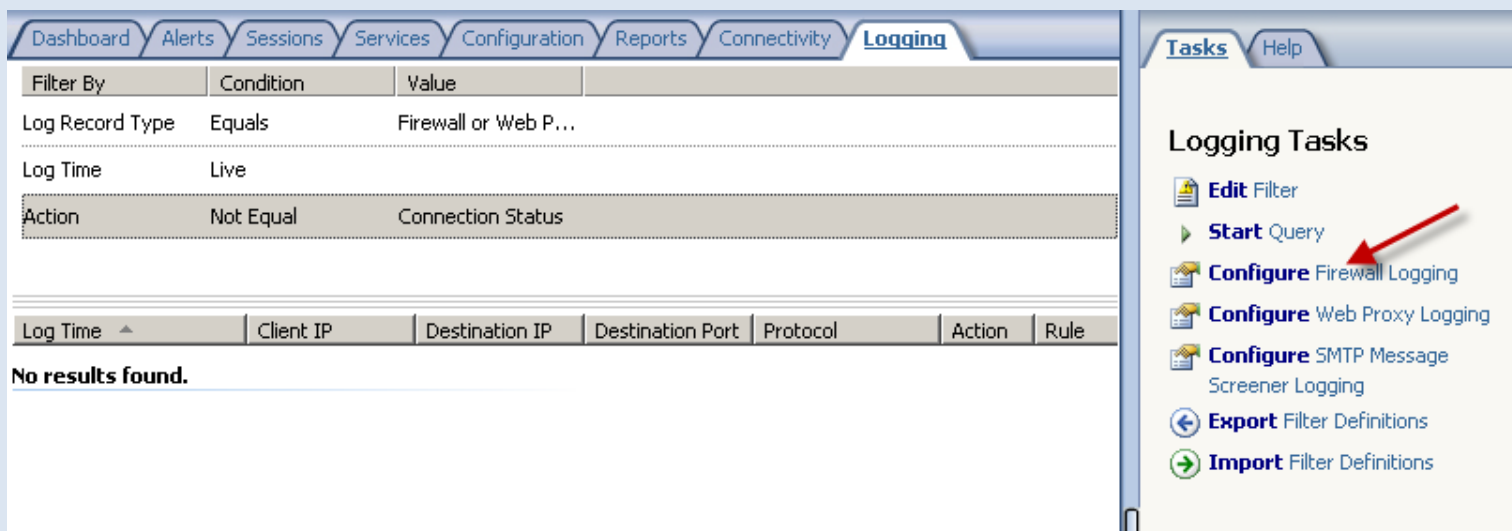 Dashboard Alerts Sessions Services Configuration Reports Connectivity Logging
Filter By Condition Value
Log Record Type Equals Firewall or Web P...
Log Time Live
Action Not Equal Connection Status
Log Time Client IP Destination IP Destination Port Protocol Action Rule
No results found.
Tasks Help
Logging Tasks
Edit Filter
Start Query
Configure Firewall Logging
Configure Web Proxy Logging
Configure SMTP Message
Screener Logging
Export Filter Definitions
Import Filter Definitions